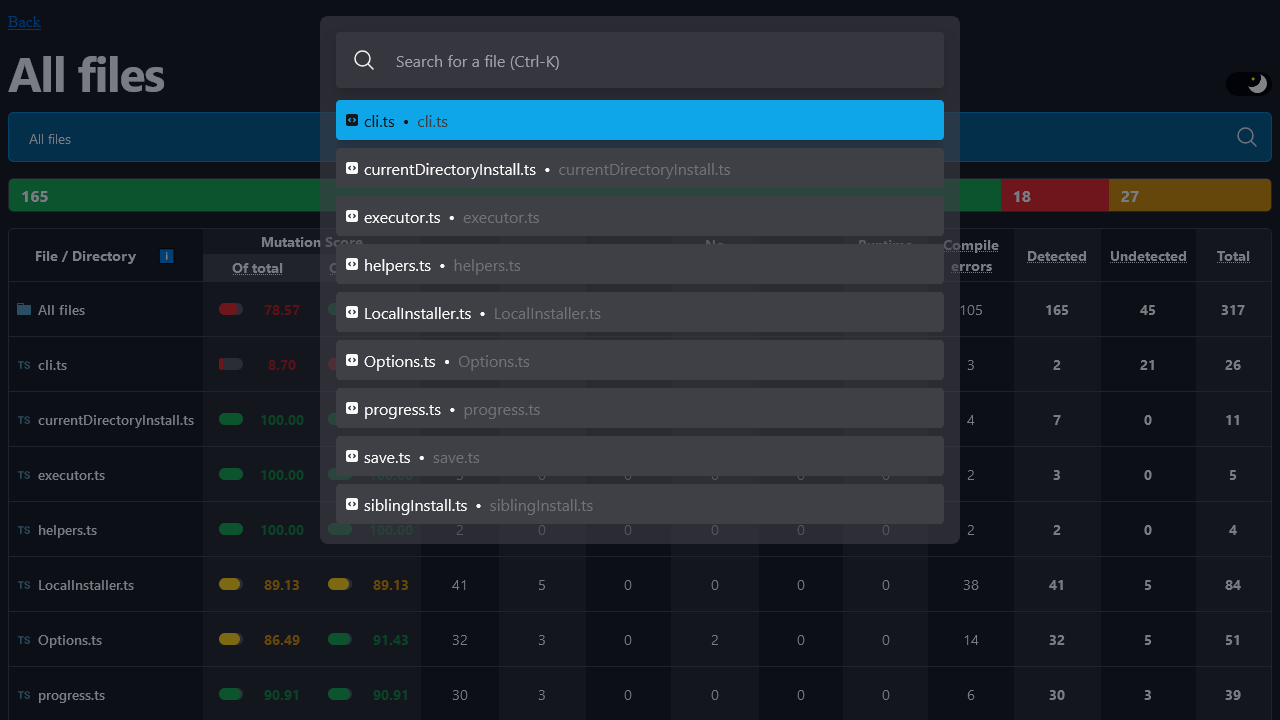 Back
All files
All files
165 18 27
Search for a file (Ctrl-K)
cli.ts • cli.ts
currentDirectoryInstall.ts • currentDirectoryInstall.ts
executor.ts • executor.ts
helpers.ts • helpers.ts
LocalInstaller.ts • LocalInstaller.ts
Options.ts • Options.ts
progress.ts • progress.ts
save.ts • save.ts
siblingInstall.ts • siblingInstall.ts
File / Directory Mutation Score Compile errors Detected Undetected Total
Of total
All files 78.57 105 165 45 317
TS cli.ts 8.70 3 2 21 26
TS currentDirectoryInstall.ts 100.00 4 7 0 11
TS executor.ts 100.00 2 3 0 5
TS helpers.ts 100.00 100.00 2 0 0 0 0 0 2 2 0 4
TS LocalInstaller.ts 89.13 89.13 41 5 0 0 0 0 38 41 5 84
TS Options.ts 86.49 91.43 32 3 0 2 0 0 14 32 5 51
TS progress.ts 90.91 90.91 30 3 0 0 0 0 6 30 3 39